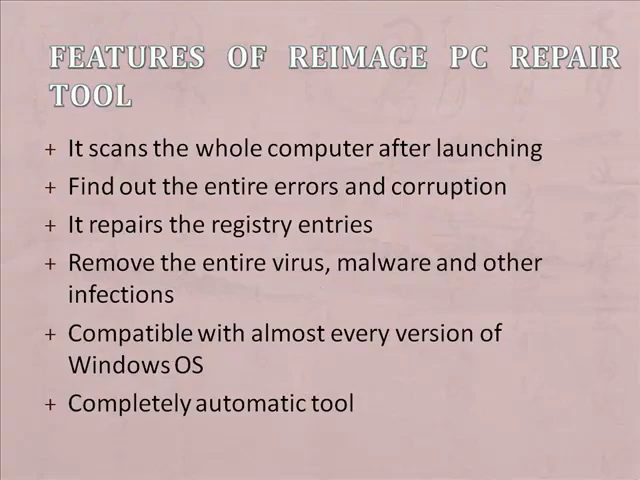 FEATURES OF REIMAGE PC REPAIR
TOOL
+ It scans the whole computer after launching
+ Find out the entire errors and corruption
+ It repairs the registry entries
+ Remove the entire virus, malware and other
infections
+ Compatible with almost every version of
Windows OS
+ Completely automatic tool